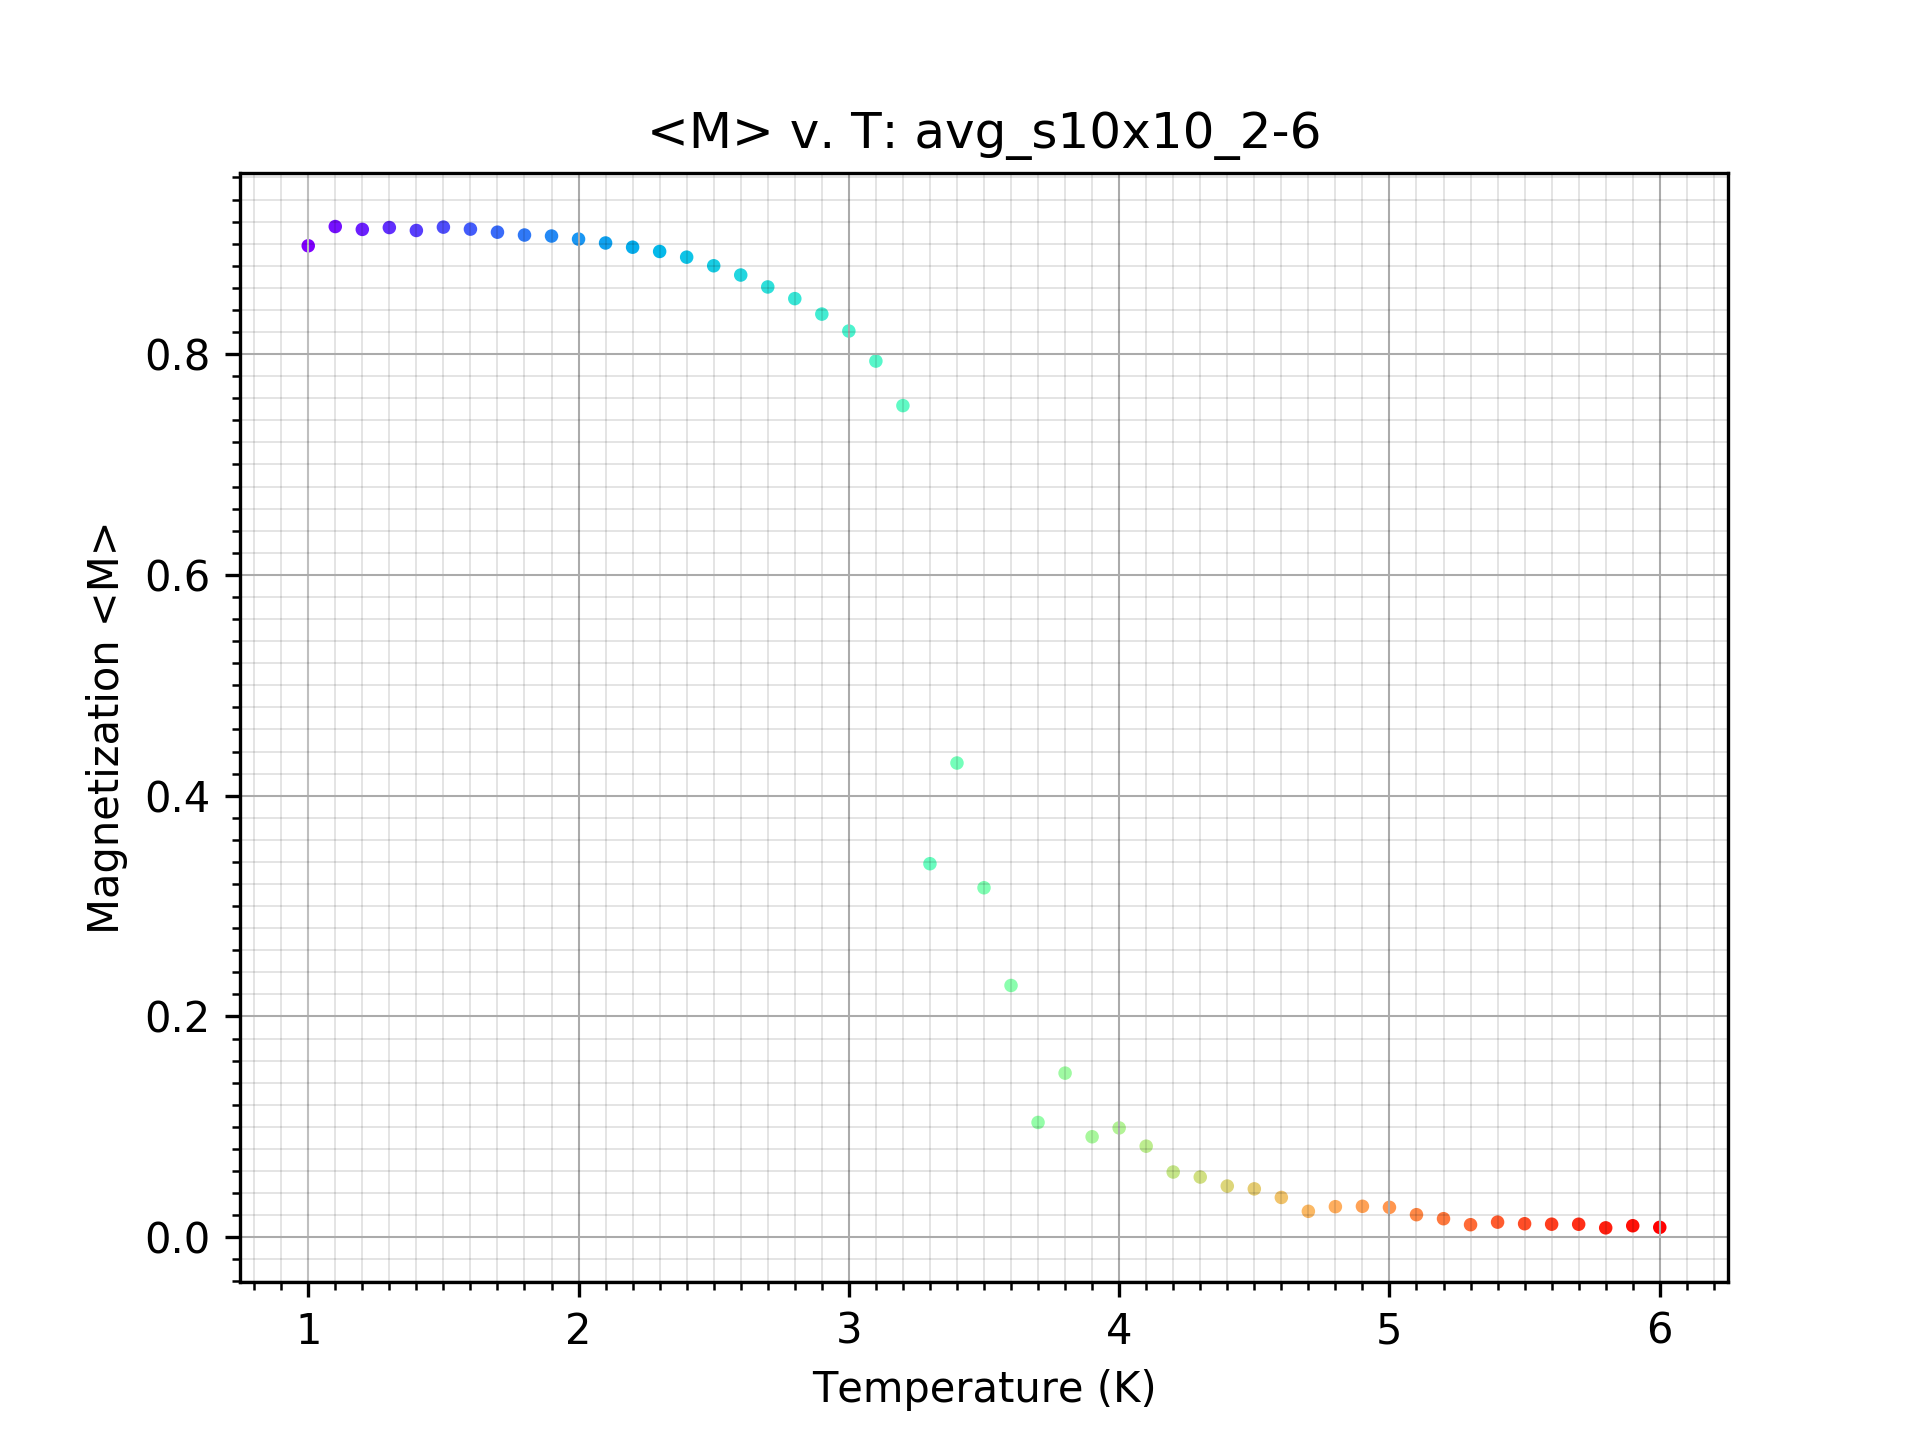 <M> v. T: avg_s10x10_2-6
Magnetization <M>
0.8
0.6
0.4
0.2
0.0
1 2 3 4 5 6
Temperature (K)